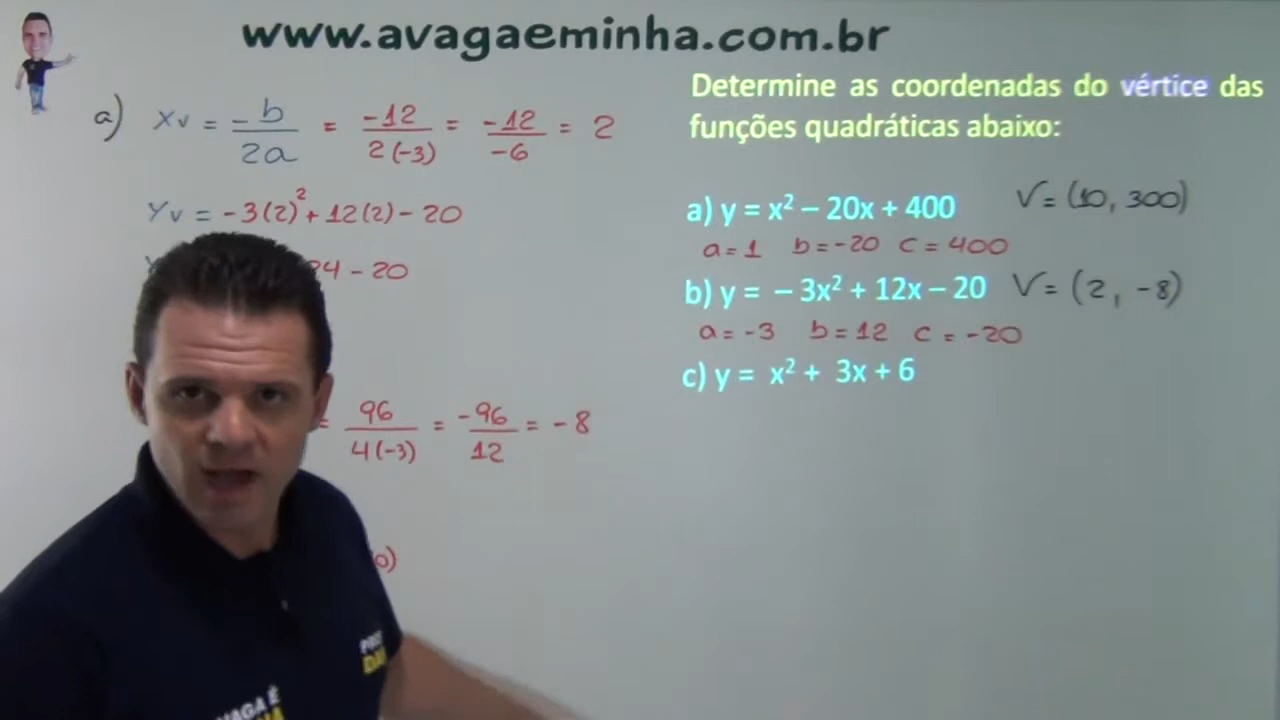 www.avagaeminha.com.br
a) Xv = -b/2a = -12/2(-3) = -12/-6 = 2
Yv = -3(2)² + 12(2) - 20
24 - 20
= 96/4(-3) = -96/12 = -8
Determine as coordenadas do vértice das
funções quadráticas abaixo:
a) y = x² – 20x + 400 V = (10, 300)
a = 1 b = -20 c = 400
b) y = – 3x² + 12x – 20 V = (2, -8)
a = -3 b = 12 c = -20
c) y = x² + 3x + 6